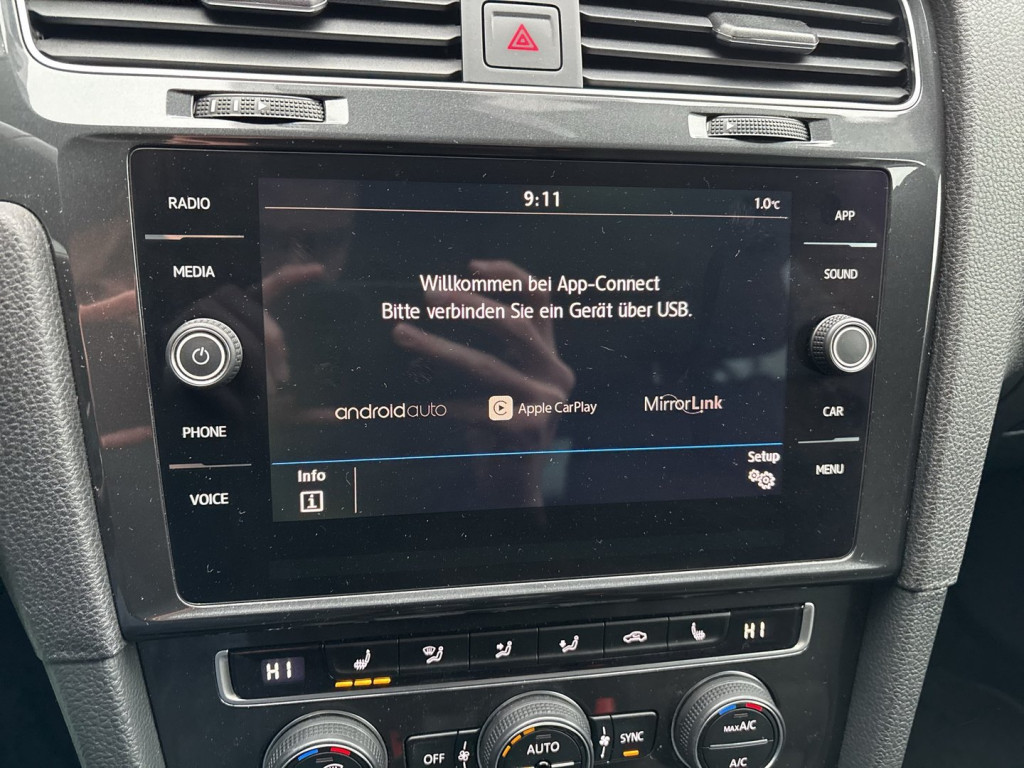 RADIO
MEDIA
PHONE
VOICE
9:11
1.0°C
Willkommen bei App-Connect
Bitte verbinden Sie ein Gerät über USB.
androidauto
Apple CarPlay
MirrorLink
Info
i
Setup
APP
SOUND
CAR
MENU
HI
HI
OFF
AUTO
SYNC
MAX A/C
A/C